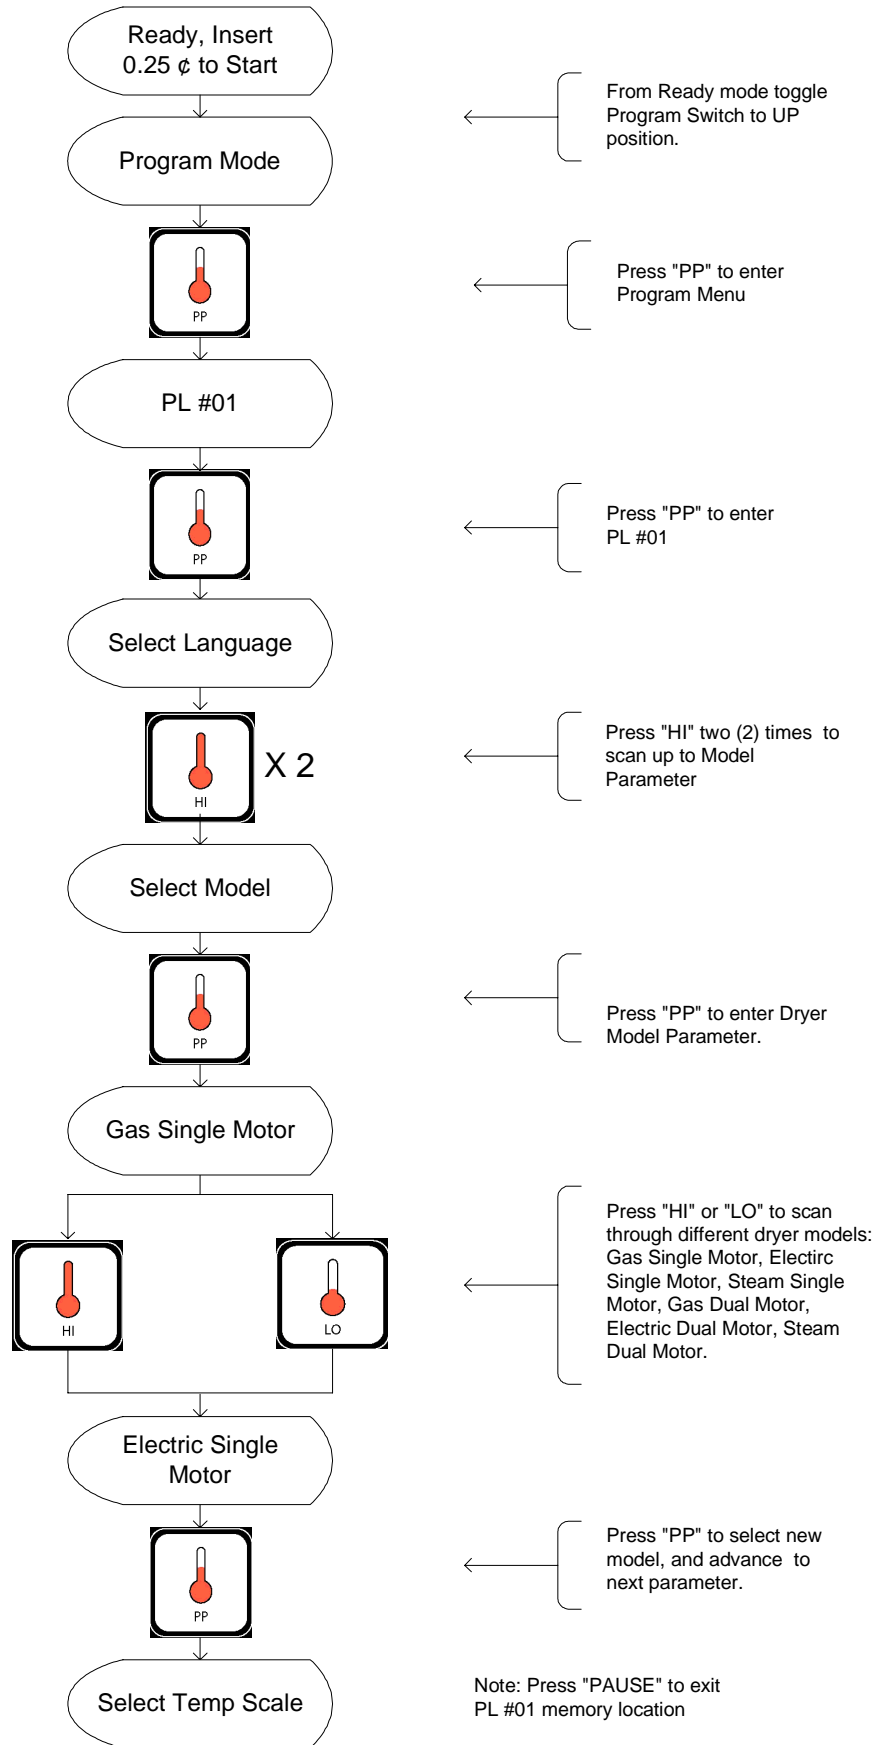 Ready, Insert
0.25 ¢ to Start
From Ready mode toggle
Program Switch to UP
position.
Program Mode
PP
Press "PP" to enter
Program Menu
PL #01
PP
Press "PP" to enter
PL #01
Select Language
HI
X 2
Press "HI" two (2) times to
scan up to Model
Parameter
Select Model
PP
Press "PP" to enter Dryer
Model Parameter.
Gas Single Motor
HI
LO
Press "HI" or "LO" to scan
through different dryer models:
Gas Single Motor, Electirc
Single Motor, Steam Single
Motor, Gas Dual Motor,
Electric Dual Motor, Steam
Dual Motor.
Electric Single
Motor
PP
Press "PP" to select new
model, and advance to
next parameter.
Select Temp Scale
Note: Press "PAUSE" to exit
PL #01 memory location